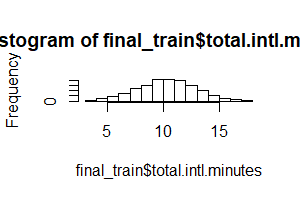 stogram of final_train$total.intl.m
Frequency
0
5 10 15
final_train$total.intl.minutes